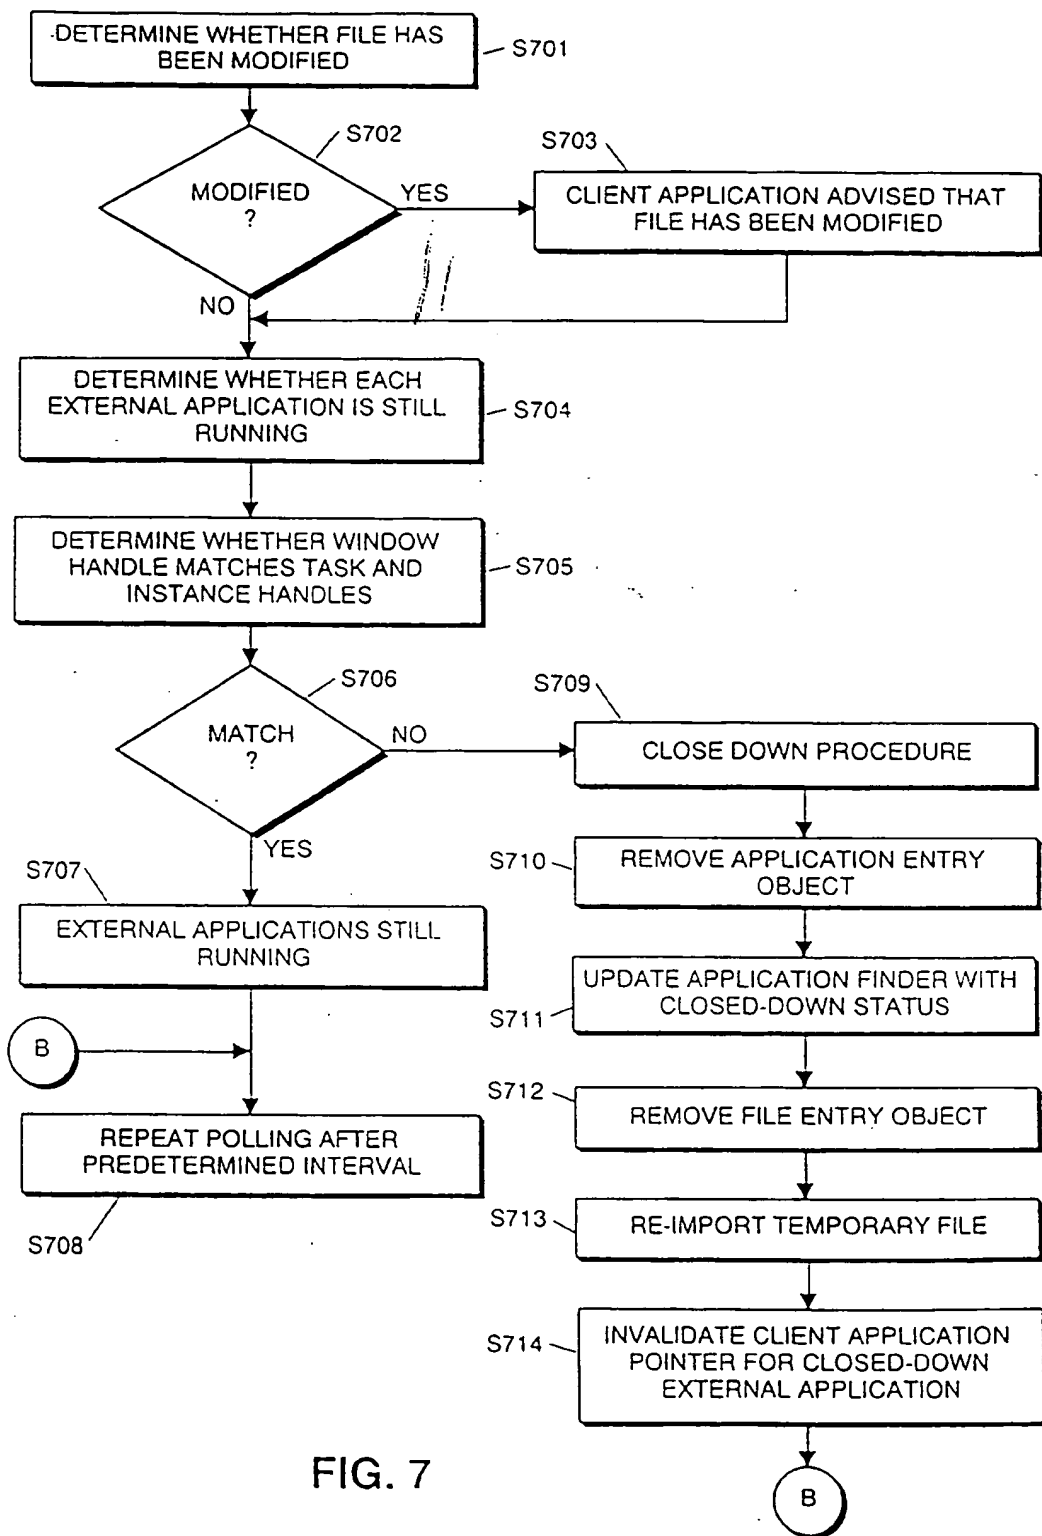 DETERMINE WHETHER FILE HAS
BEEN MODIFIED
S701
S702
MODIFIED
?
YES
NO
S703
CLIENT APPLICATION ADVISED THAT
FILE HAS BEEN MODIFIED
DETERMINE WHETHER EACH
EXTERNAL APPLICATION IS STILL
RUNNING
S704
DETERMINE WHETHER WINDOW
HANDLE MATCHES TASK AND
INSTANCE HANDLES
S705
S706
MATCH
?
NO
YES
S707
EXTERNAL APPLICATIONS STILL
RUNNING
B
REPEAT POLLING AFTER
PREDETERMINED INTERVAL
S708
S709
CLOSE DOWN PROCEDURE
S710
REMOVE APPLICATION ENTRY
OBJECT
UPDATE APPLICATION FINDER WITH
CLOSED-DOWN STATUS
S711
S712
REMOVE FILE ENTRY OBJECT
S713
RE-IMPORT TEMPORARY FILE
S714
INVALIDATE CLIENT APPLICATION
POINTER FOR CLOSED-DOWN
EXTERNAL APPLICATION
B
FIG. 7